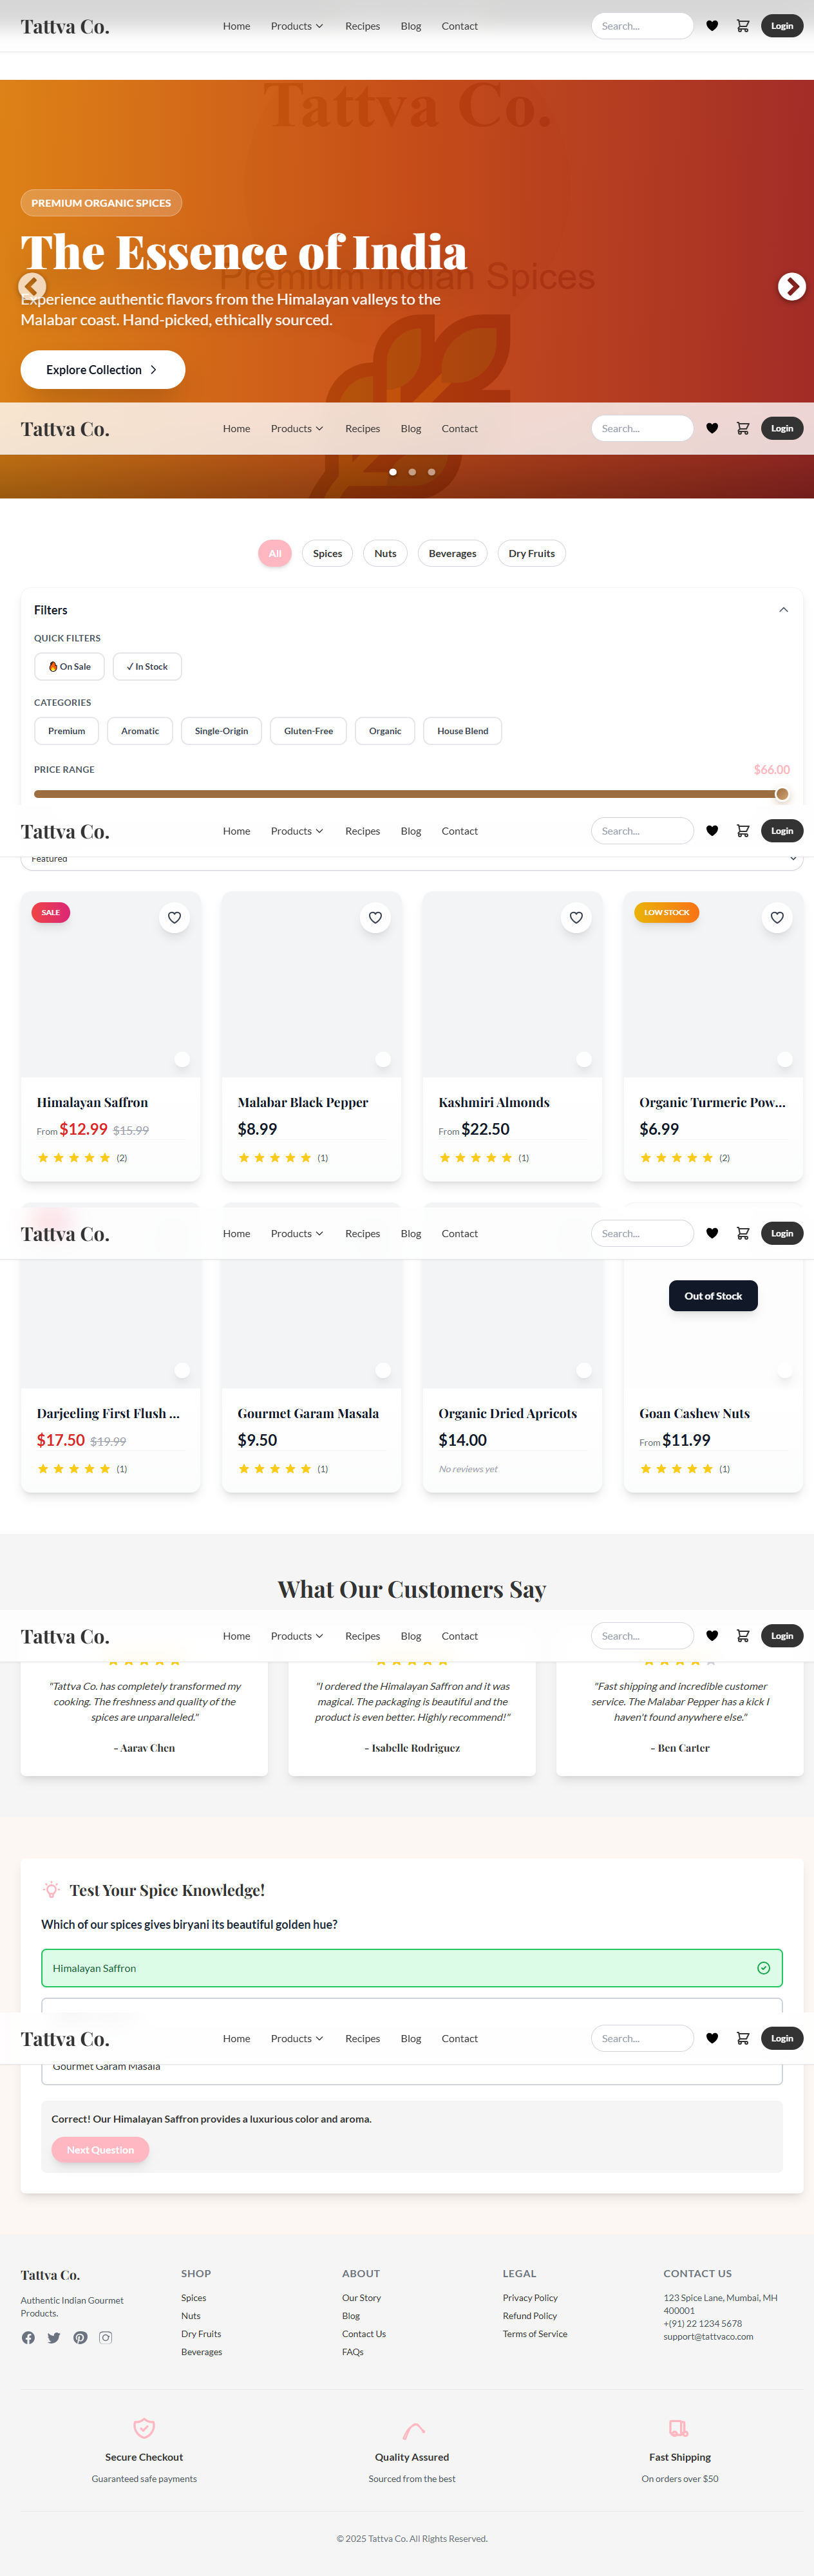 Tattva Co.
Home Products Recipes Blog Contact
Search...
Login
Tattva Co.
PREMIUM ORGANIC SPICES
The Essence of India
Premium Indian Spices
Experience authentic flavors from the Himalayan valleys to the
Malabar coast. Hand-picked, ethically sourced.
Explore Collection
Tattva Co.
Home Products Recipes Blog Contact
Search...
Login
All Spices Nuts Beverages Dry Fruits
Filters
QUICK FILTERS
🔥 On Sale ✓ In Stock
CATEGORIES
Premium Aromatic Single-Origin Gluten-Free Organic House Blend
PRICE RANGE $66.00
Tattva Co.
Home Products Recipes Blog Contact
Search...
Login
Featured
SALE LOW STOCK
Himalayan Saffron Malabar Black Pepper Kashmiri Almonds Organic Turmeric Pow...
From $12.99 $15.99 $8.99 From $22.50 $6.99
(2) (1) (1) (2)
Tattva Co.
Home Products Recipes Blog Contact
Search...
Login
Out of Stock
Darjeeling First Flush ... Gourmet Garam Masala Organic Dried Apricots Goan Cashew Nuts
$17.50 $19.99 $9.50 $14.00 From $11.99
(1) (1) No reviews yet (1)
What Our Customers Say
Tattva Co.
Home Products Recipes Blog Contact
Search...
Login
"Tattva Co. has completely transformed my
cooking. The freshness and quality of the
spices are unparalleled."
- Aarav Chen
"I ordered the Himalayan Saffron and it was
magical. The packaging is beautiful and the
product is even better. Highly recommend!"
- Isabelle Rodriguez
"Fast shipping and incredible customer
service. The Malabar Pepper has a kick I
haven't found anywhere else."
- Ben Carter
Test Your Spice Knowledge!
Which of our spices gives biryani its beautiful golden hue?
Himalayan Saffron
Tattva Co.
Home Products Recipes Blog Contact
Search...
Login
Gourmet Garam Masala
Correct! Our Himalayan Saffron provides a luxurious color and aroma.
Next Question
Tattva Co.
Authentic Indian Gourmet
Products.
SHOP
Spices
Nuts
Dry Fruits
Beverages
ABOUT
Our Story
Blog
Contact Us
FAQs
LEGAL
Privacy Policy
Refund Policy
Terms of Service
CONTACT US
123 Spice Lane, Mumbai, MH
400001
+(91) 22 1234 5678
support@tattvaco.com
Secure Checkout
Guaranteed safe payments
Quality Assured
Sourced from the best
Fast Shipping
On orders over $50
© 2025 Tattva Co. All Rights Reserved.